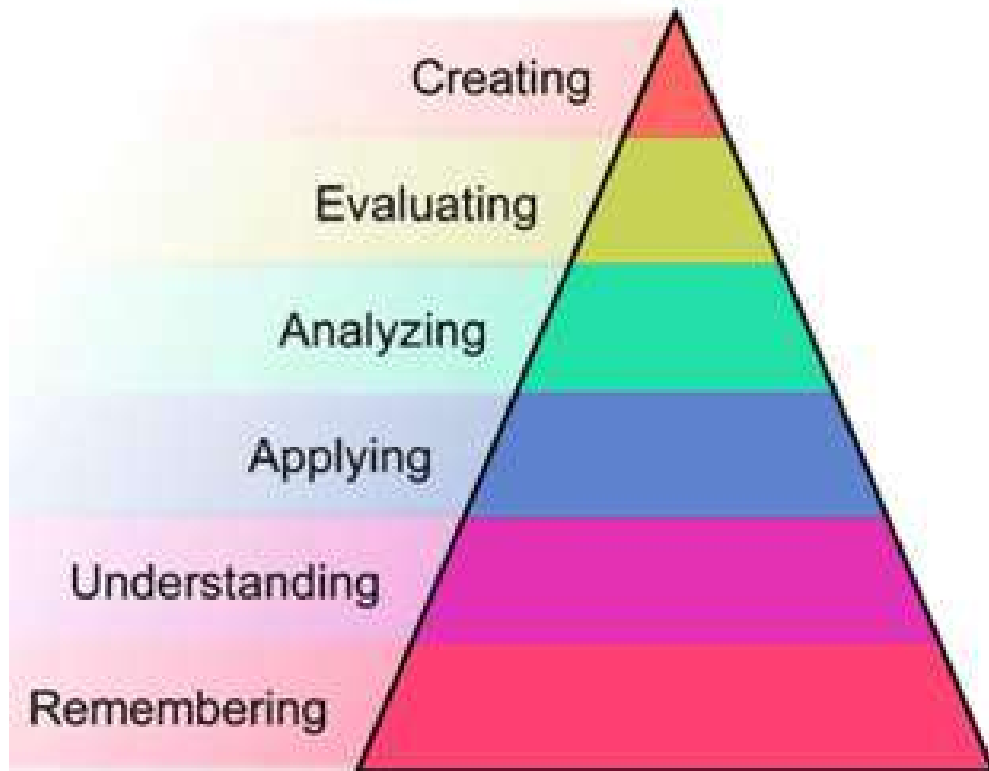 Creating
Evaluating
Analyzing
Applying
Understanding
Remembering